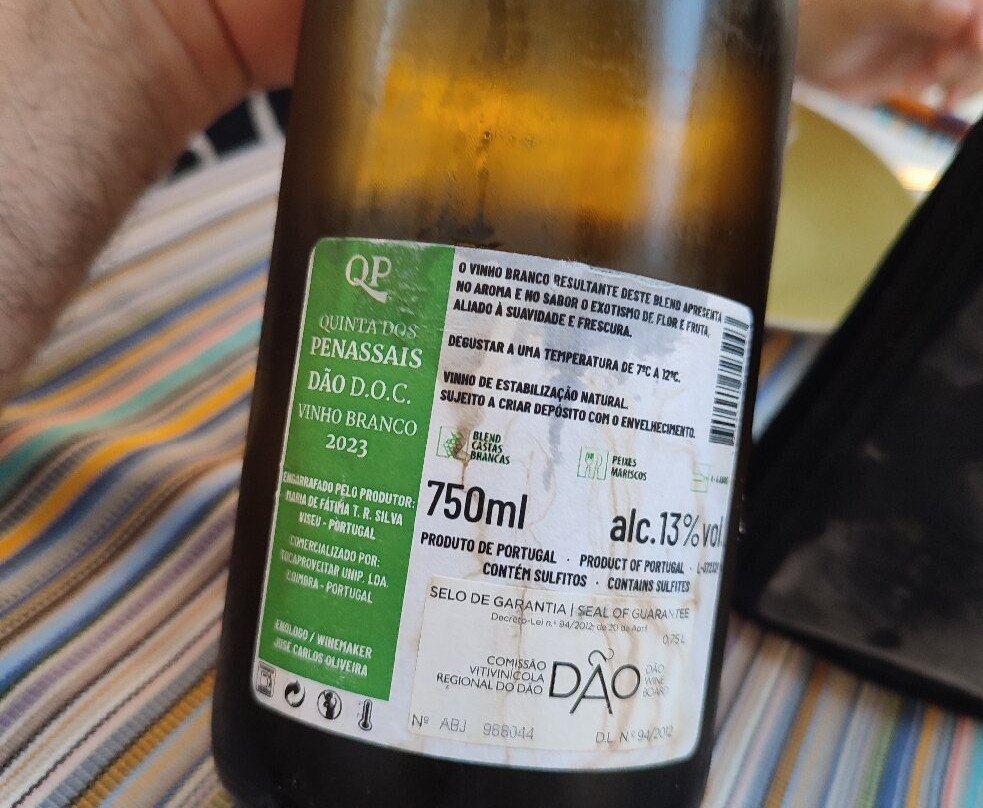 QP
QUINTA DOS
PENASSAIS
DÃO D.O.C.
VINHO BRANCO
2023
ENGARRAFADO PELO PRODUTOR:
MARIA DE FÁTIMA T. R. SILVA
VISEU - PORTUGAL
COMERCIALIZADO POR:
TUCAPROVEITAR UNIP. LDA.
COIMBRA - PORTUGAL
ENÓLOGO / WINEMAKER
JOSÉ CARLOS OLIVEIRA
O VINHO BRANCO RESULTANTE DESTE BLEND APRESENTA
NO AROMA E NO SABOR O EXOTISMO DE FLOR E FRUTA,
ALIADO À SUAVIDADE E FRESCURA.
DEGUSTAR A UMA TEMPERATURA DE 7ºC A 12ºC.
VINHO DE ESTABILIZAÇÃO NATURAL.
SUJEITO A CRIAR DEPÓSITO COM O ENVELHECIMENTO.
BLEND
CASTAS
BRANCAS
PEIXES
MARISCOS
750ml
alc.13%vol.
PRODUTO DE PORTUGAL · PRODUCT OF PORTUGAL ·
CONTÉM SULFITOS · CONTAINS SULFITES
SELO DE GARANTIA | SEAL OF GUARANTEE
Decreto-Lei n.º 94/2012, de 20 de Abril
0,75 L
COMISSÃO
VITIVINÍCOLA
REGIONAL DO DÃO
DÃO
DÃO
WINE
BOARD
Nº ABJ 988044
D.L. Nº 94/2012